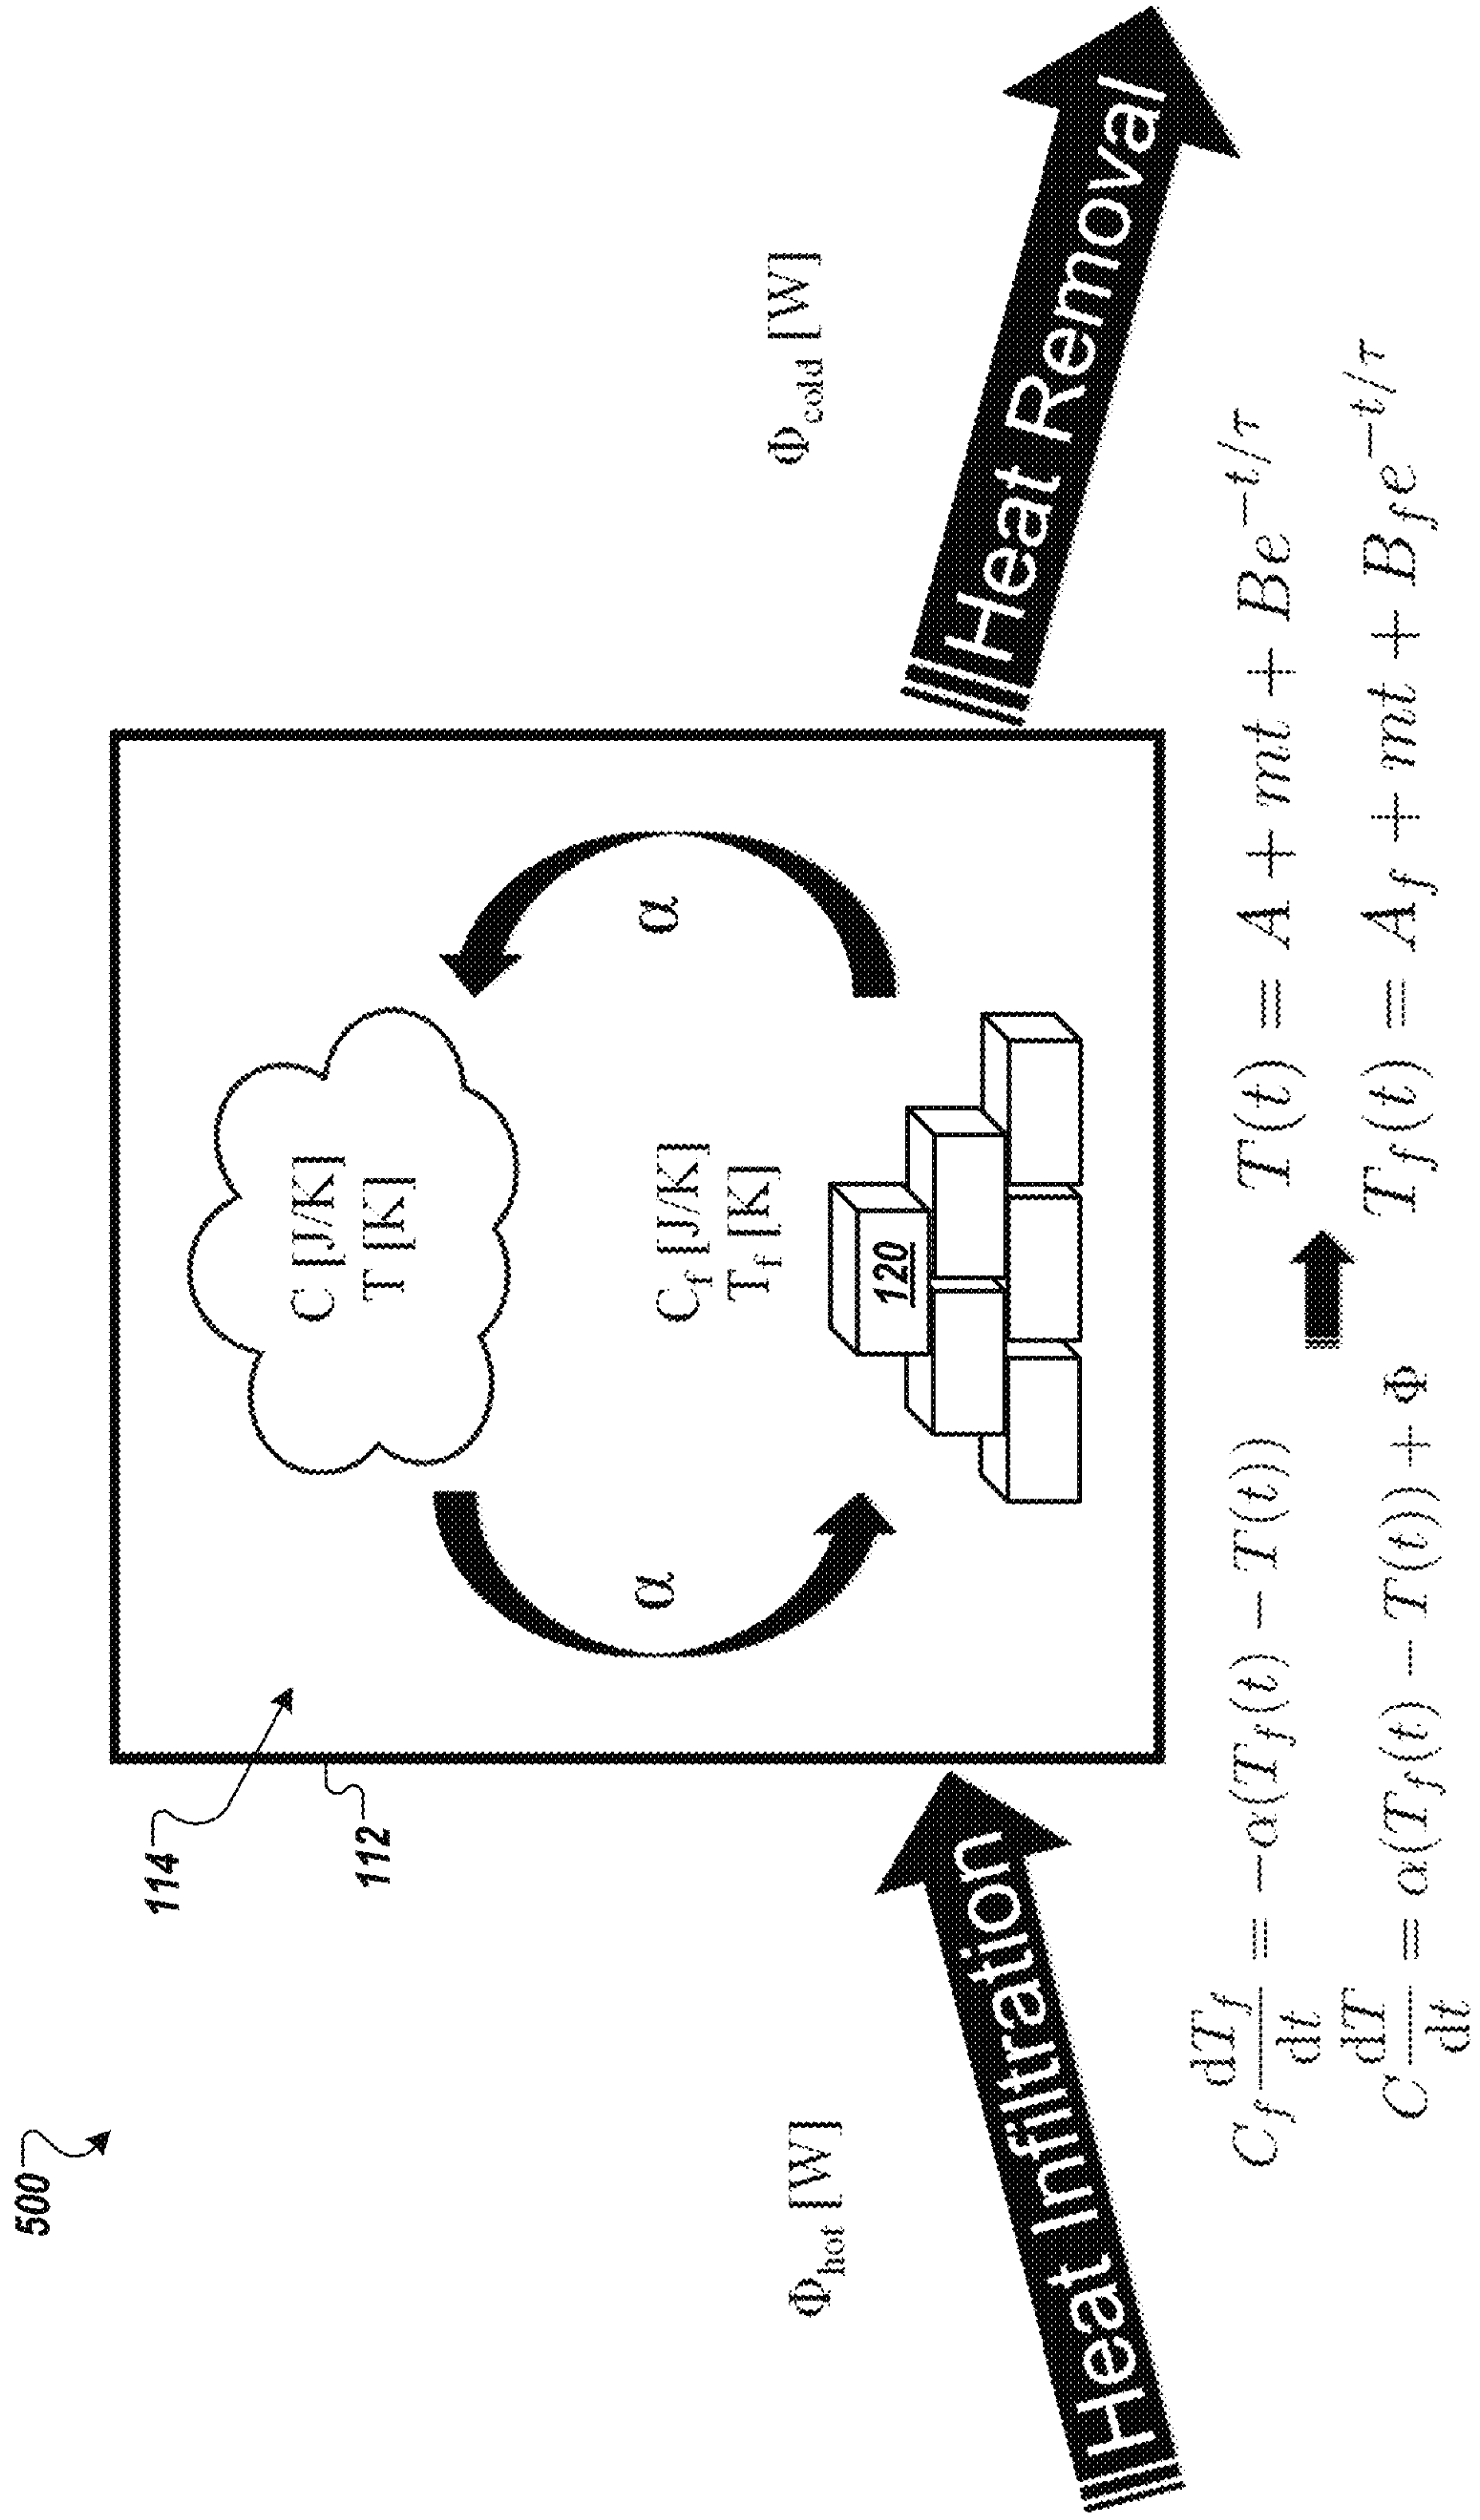 500
114
112
C [J/K]
T [K]
α
α
C_f [J/K]
T_f [K]
120
Φ_hot [W]
Φ_cold [W]
Heat Infiltration
Heat Removal
C_f dT_f/dt = −α(T_f(t) − T(t))
C dT/dt = α(T_f(t) − T(t)) + Φ
T(t) = A + mt + Be^{−t/τ}
T_f(t) = A_f + mt + B_f e^{−t/τ}